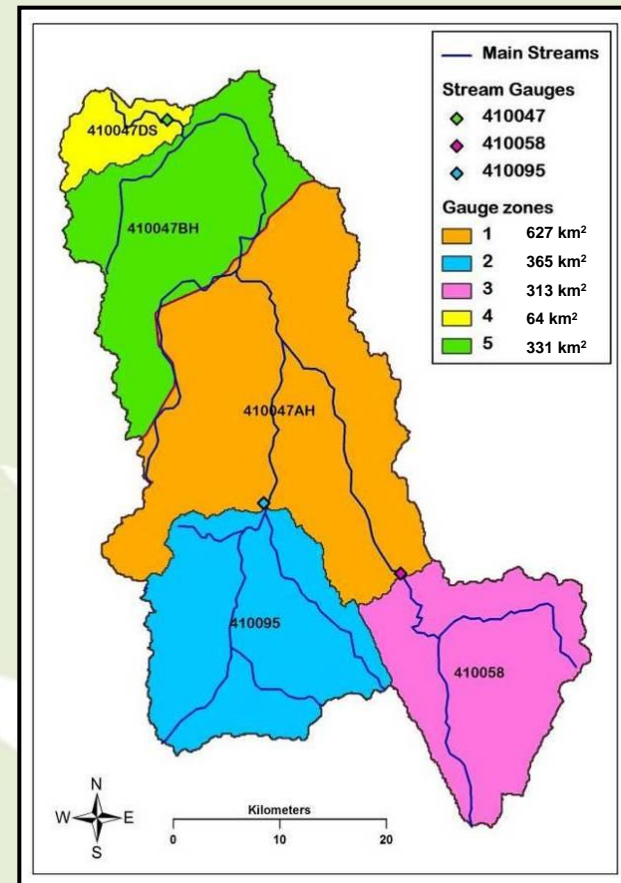 Main Streams
Stream Gauges
410047
410058
410095
Gauge zones
1 627 km²
2 365 km²
3 313 km²
4 64 km²
5 331 km²
410047DS
410047BH
410047AH
410095
410058
N
W E
S
Kilometers
0 10 20